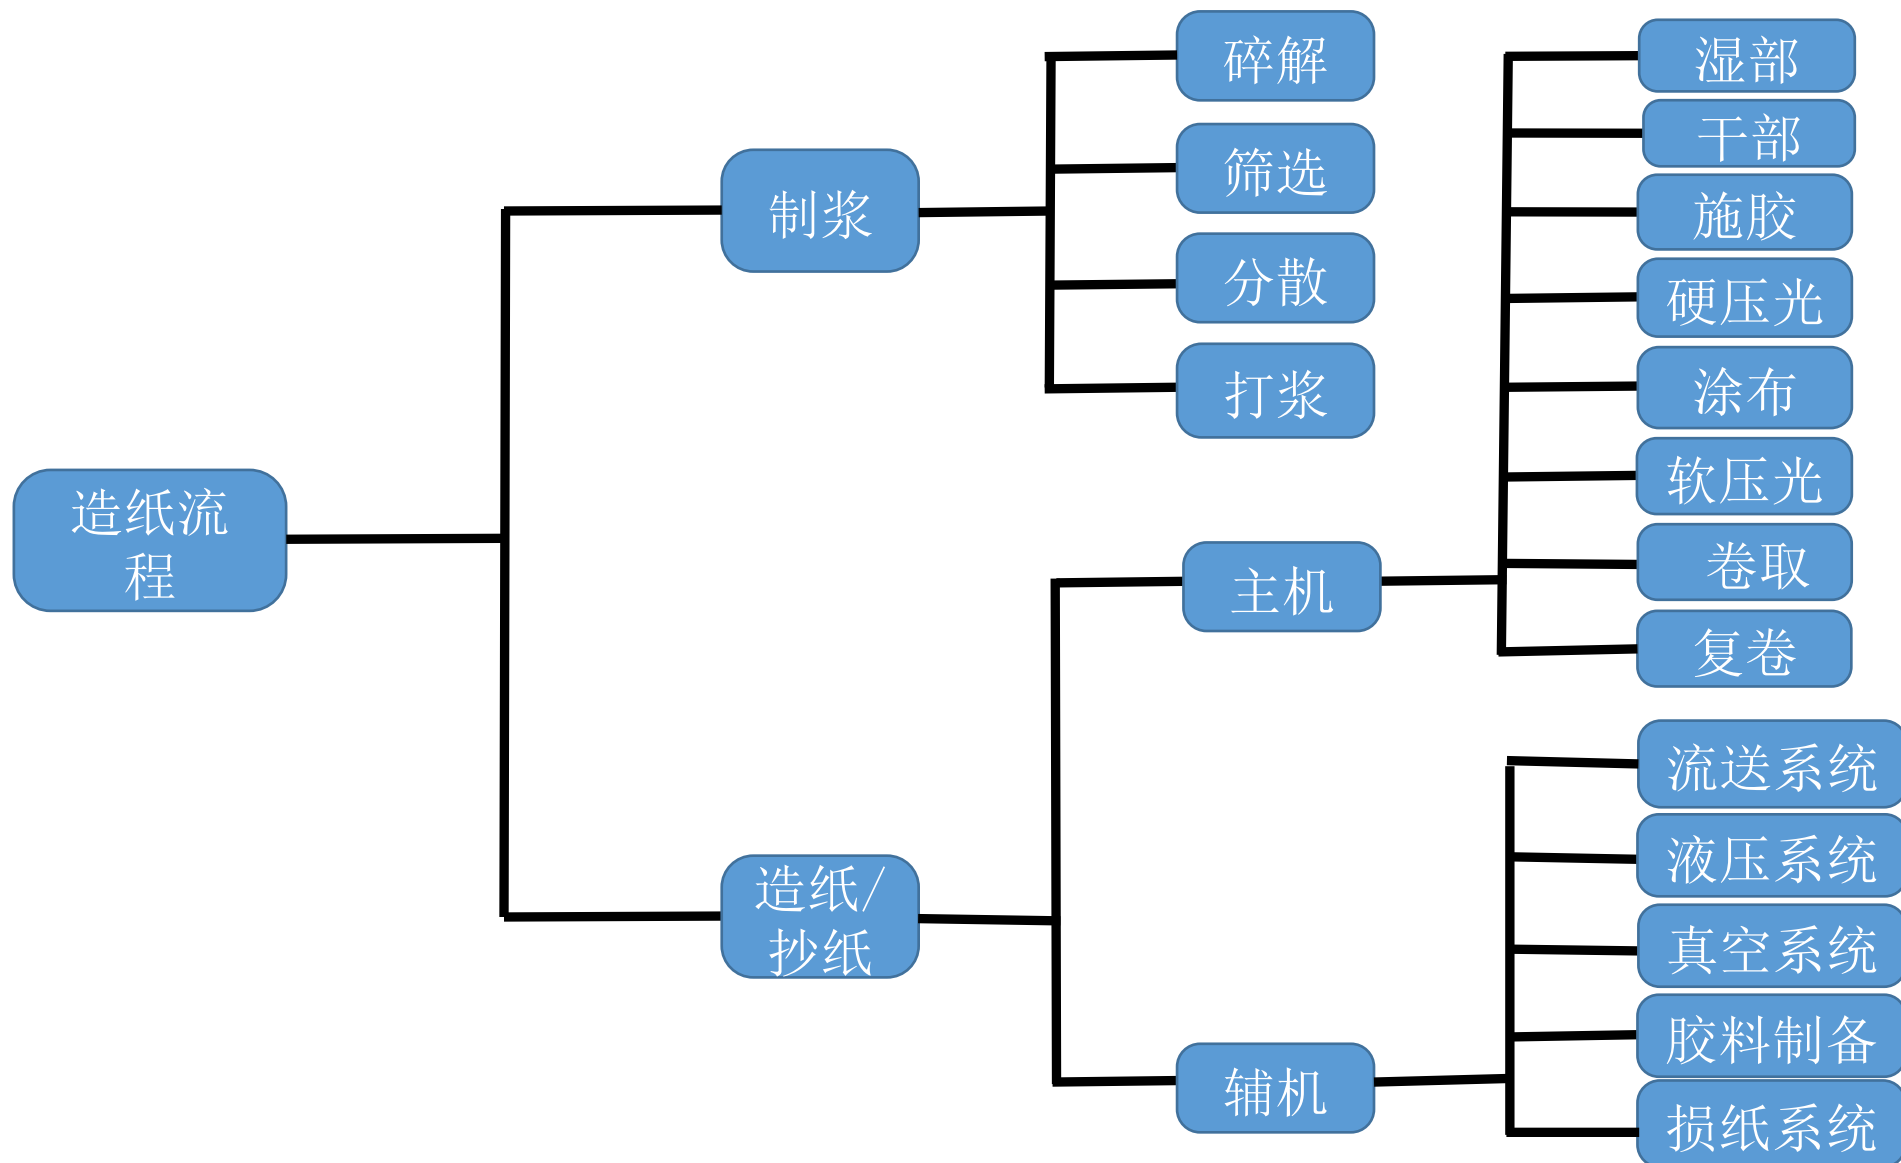 造纸流
程
制浆
碎解
筛选
分散
打浆
造纸/
抄纸
主机
湿部
干部
施胶
硬压光
涂布
软压光
卷取
复卷
辅机
流送系统
液压系统
真空系统
胶料制备
损纸系统